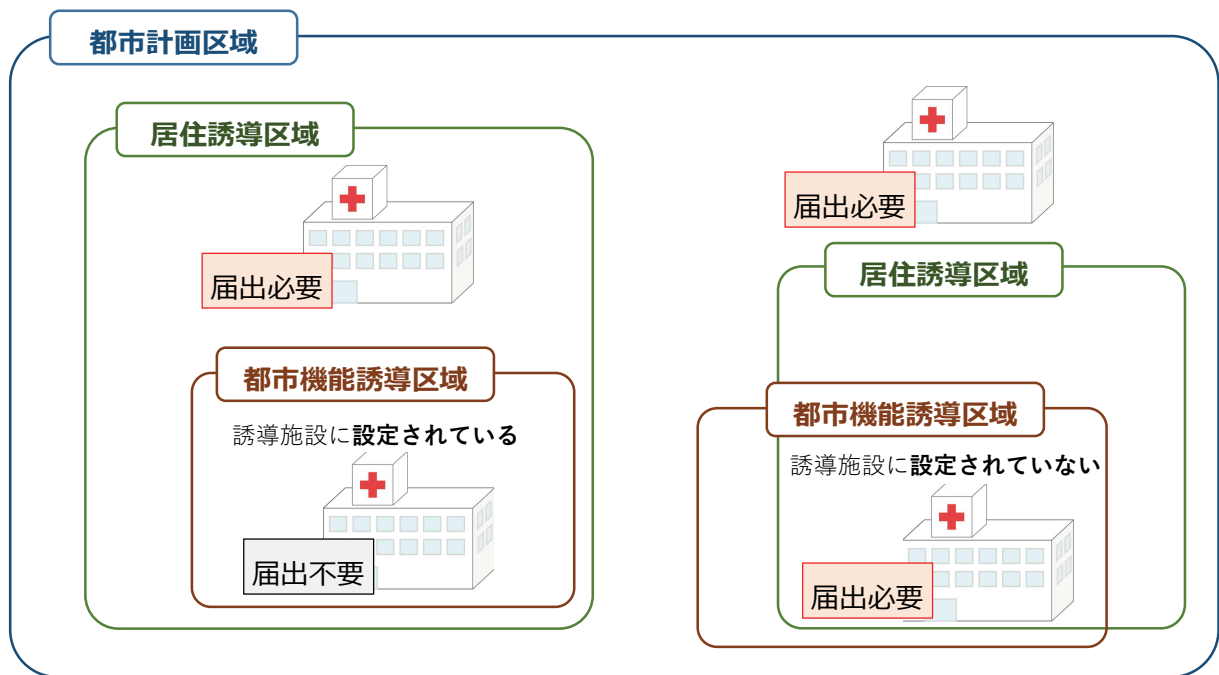 都市計画区域
居住誘導区域
届出必要
都市機能誘導区域
誘導施設に設定されている
届出不要
届出必要
居住誘導区域
都市機能誘導区域
誘導施設に設定されていない
届出必要